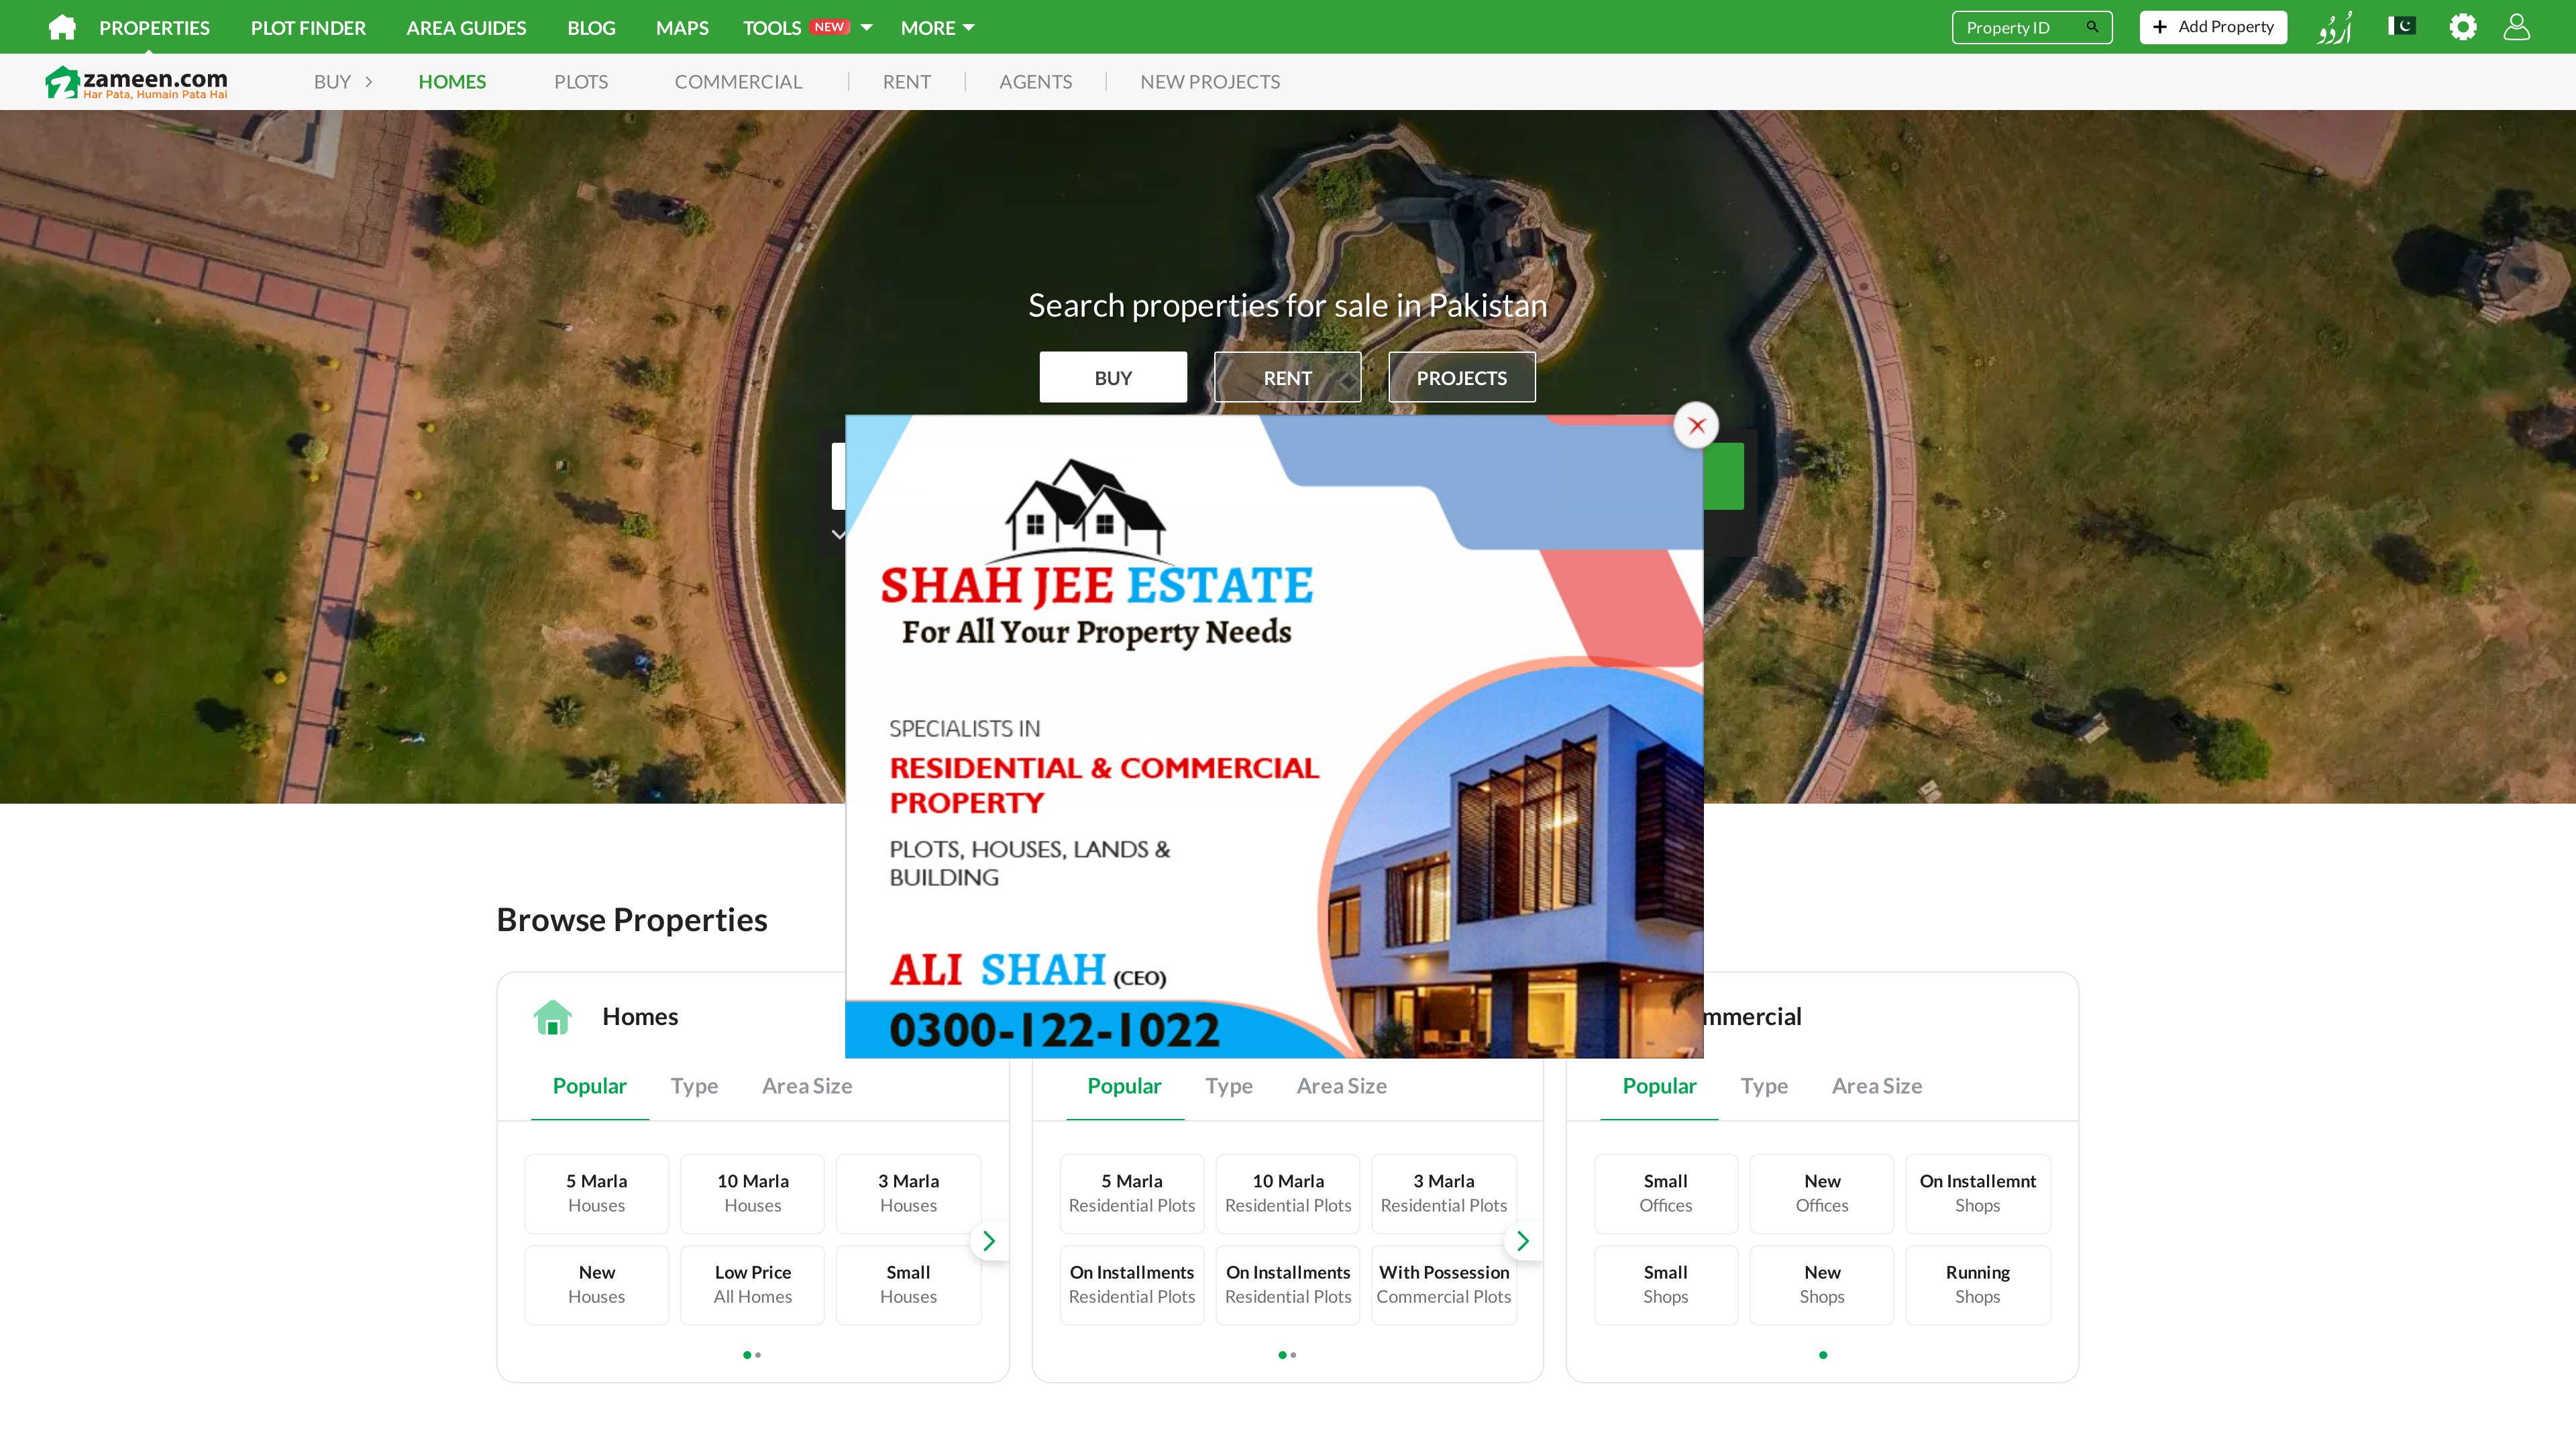 PROPERTIES PLOT FINDER AREA GUIDES BLOG MAPS TOOLS NEW MORE Property ID + Add Property اُردُو
zameen.com
Har Pata, Humain Pata Hai
BUY HOMES PLOTS COMMERCIAL RENT AGENTS NEW PROJECTS
Search properties for sale in Pakistan
BUY RENT PROJECTS
SHAH JEE ESTATE
For All Your Property Needs
SPECIALISTS IN
RESIDENTIAL & COMMERCIAL
PROPERTY
PLOTS, HOUSES, LANDS &
BUILDING
ALI SHAH (CEO)
0300-122-1022
Browse Properties
Homes
Popular Type Area Size
5 Marla 10 Marla 3 Marla
Houses Houses Houses
New Low Price Small
Houses All Homes Houses
Popular Type Area Size
5 Marla 10 Marla 3 Marla
Residential Plots Residential Plots Residential Plots
On Installments On Installments With Possession
Residential Plots Residential Plots Commercial Plots
mmercial
Popular Type Area Size
Small New On Installemnt
Offices Offices Shops
Small New Running
Shops Shops Shops